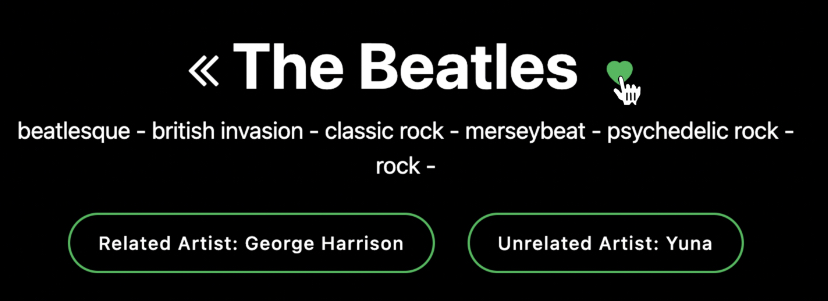 « The Beatles
beatlesque - british invasion - classic rock - merseybeat - psychedelic rock -
rock -
Related Artist: George Harrison
Unrelated Artist: Yuna